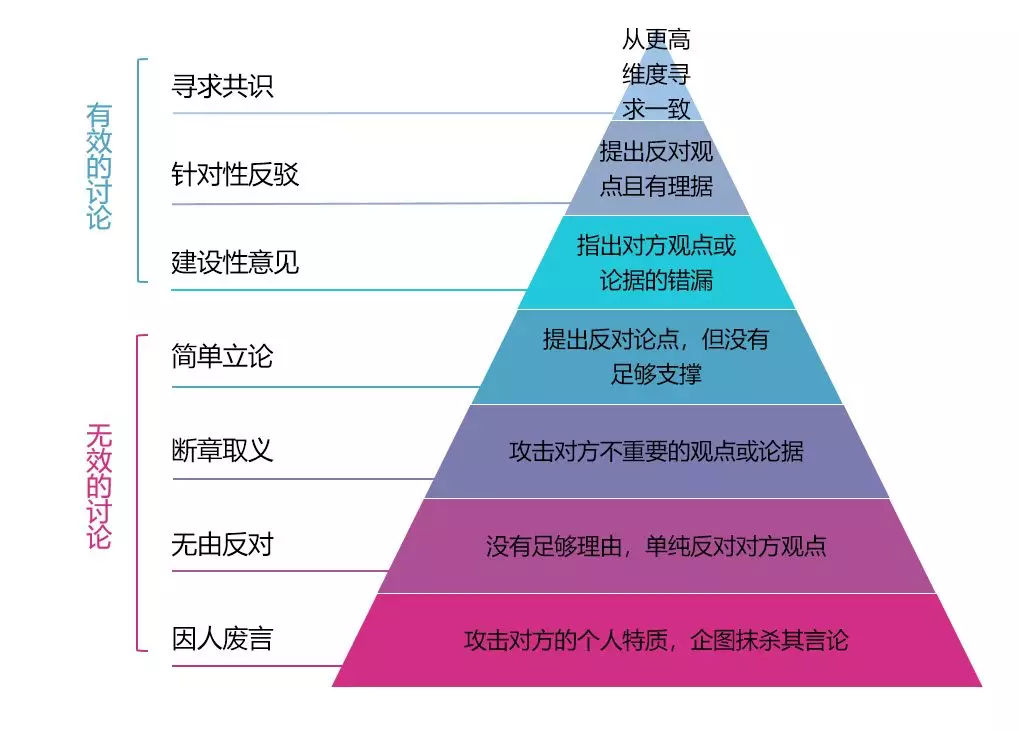 有效的讨论
寻求共识
从更高
维度寻
求一致
针对性反驳
提出反对观
点且有理据
建设性意见
指出对方观点或
论据的错漏
无效的讨论
简单立论
提出反对论点，但没有
足够支撑
断章取义
攻击对方不重要的观点或论据
无由反对
没有足够理由，单纯反对对方观点
因人废言
攻击对方的个人特质，企图抹杀其言论